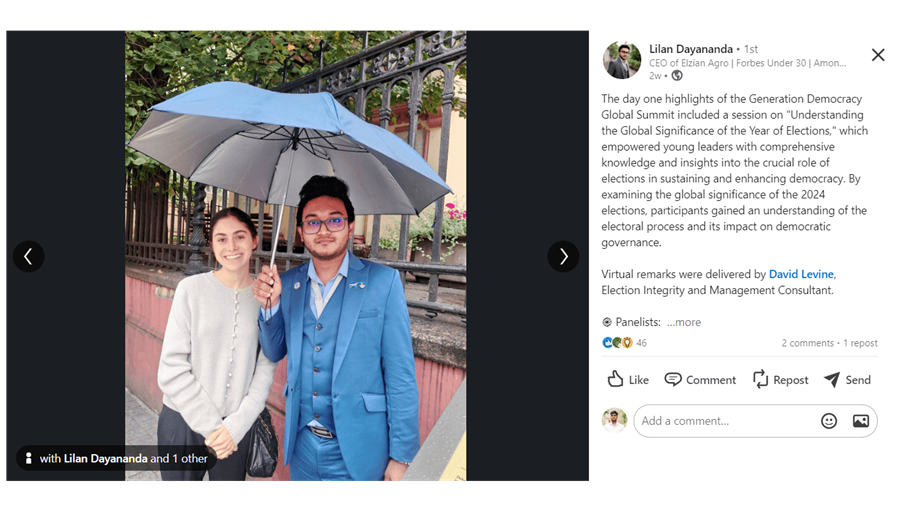 Lilan Dayananda • 1st
CEO of Elzian Agro | Forbes Under 30 | Amon...
2w •
The day one highlights of the Generation Democracy
Global Summit included a session on "Understanding
the Global Significance of the Year of Elections," which
empowered young leaders with comprehensive
knowledge and insights into the crucial role of
elections in sustaining and enhancing democracy. By
examining the global significance of the 2024
elections, participants gained an understanding of the
electoral process and its impact on democratic
governance.
Virtual remarks were delivered by David Levine,
Election Integrity and Management Consultant.
Panelists: ...more
46
2 comments • 1 repost
Like
Comment
Repost
Send
Add a comment...
with Lilan Dayananda and 1 other